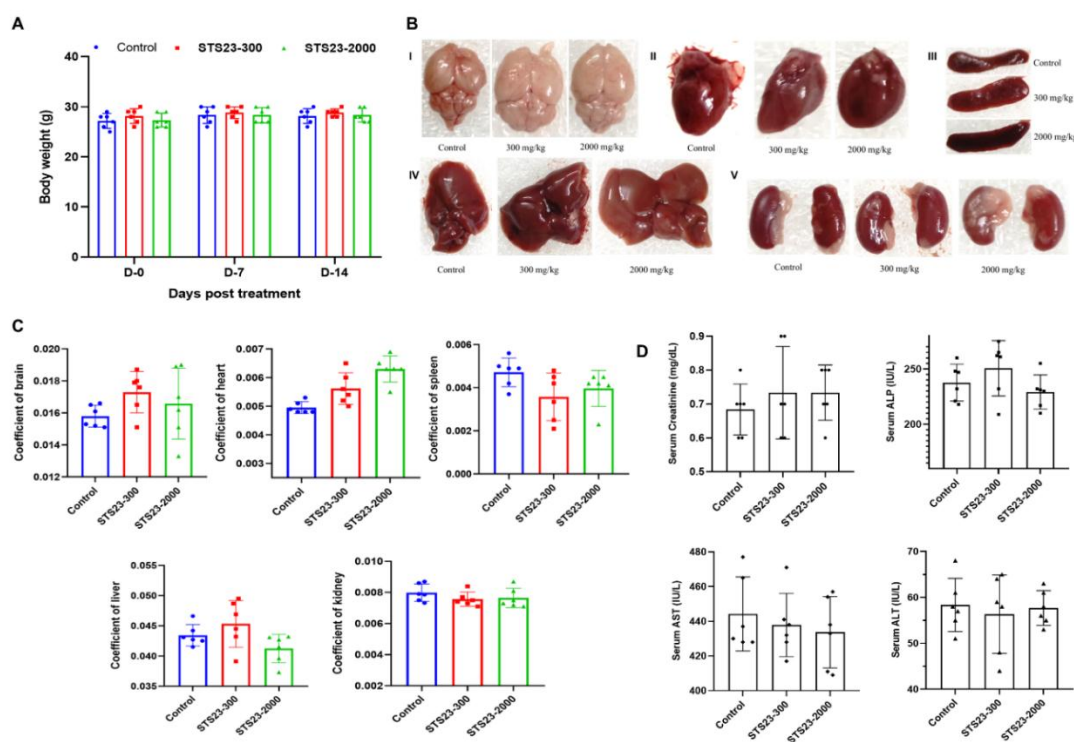 A
Control STS23-300 STS23-2000
Body weight (g)
40
30
20
10
0
D-0 D-7 D-14
Days post treatment
B
I
Control 300 mg/kg 2000 mg/kg
II
Control 300 mg/kg 2000 mg/kg
III
Control
300 mg/kg
2000 mg/kg
IV
Control 300 mg/kg 2000 mg/kg
V
Control 300 mg/kg 2000 mg/kg
C
Coefficient of brain
0.020
0.018
0.016
0.014
0.012
Control STS23-300 STS23-2000
Coefficient of heart
0.007
0.006
0.005
0.004
0.003
Control STS23-300 STS23-2000
Coefficient of spleen
0.006
0.004
0.002
0.000
Control STS23-300 STS23-2000
Coefficient of liver
0.055
0.050
0.045
0.040
0.035
Control STS23-300 STS23-2000
Coefficient of kidney
0.010
0.008
0.006
0.004
0.002
Control STS23-300 STS23-2000
D
Serum Creatinine (mg/dL)
0.9
0.8
0.7
0.6
0.5
Control STS23-300 STS23-2000
Serum ALP (IU/L)
250
200
Control STS23-300 STS23-2000
Serum AST (IU/L)
480
460
440
420
400
Control STS23-300 STS23-2000
Serum ALT (IU/L)
70
60
50
40
Control STS23-300 STS23-2000